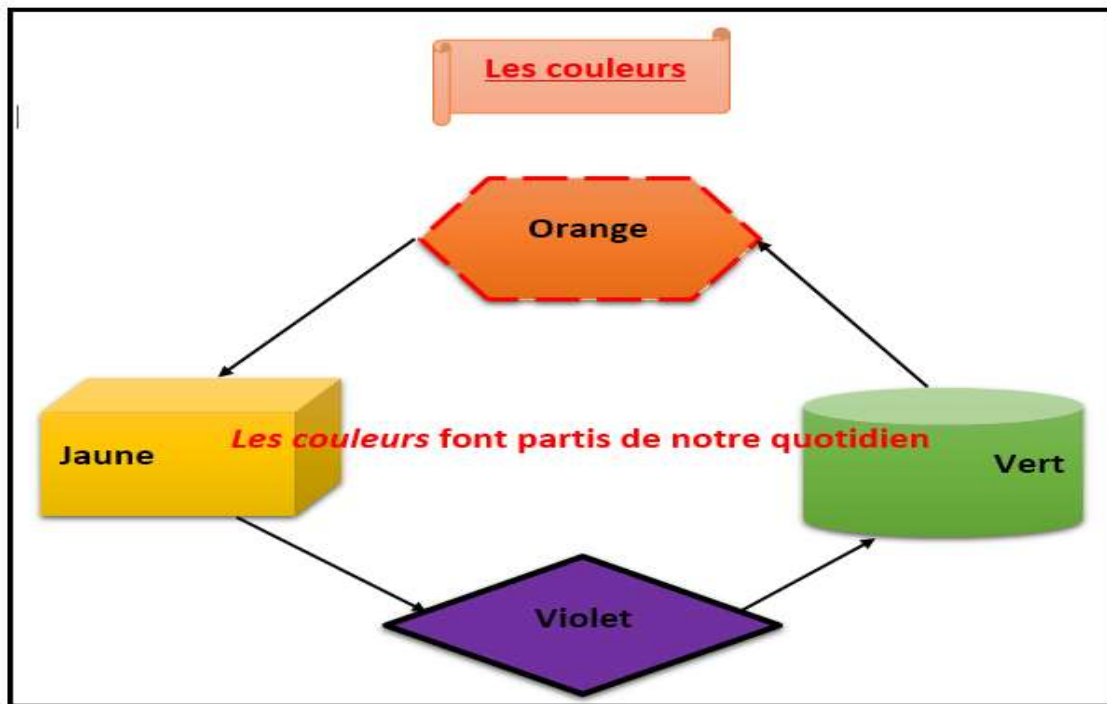 Les couleurs
Orange
Les couleurs font partis de notre quotidien
Jaune
Vert
Violet